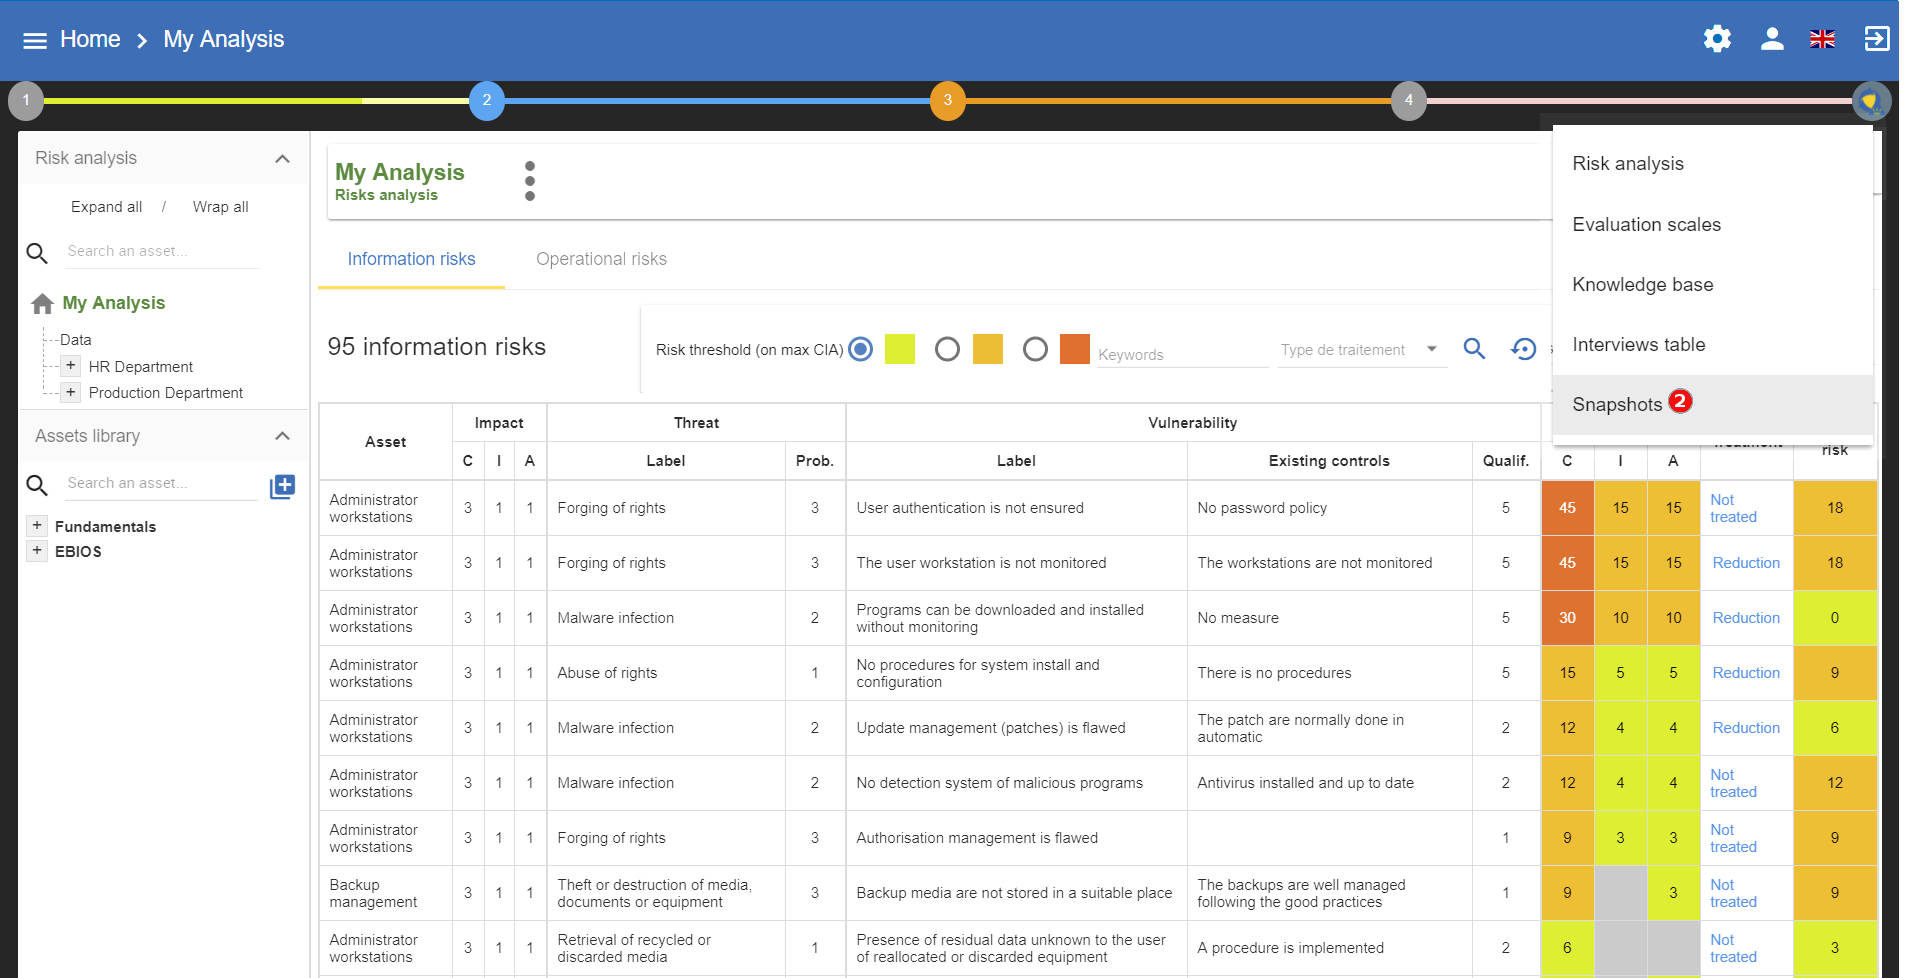 Home > My Analysis
1
2
3
4
Risk analysis
Expand all / Wrap all
Search an asset...
My Analysis
Data
+ HR Department
+ Production Department
Assets library
Search an asset...
+ Fundamentals
+ EBIOS
My Analysis
Risks analysis
Information risks
Operational risks
95 information risks
Risk threshold (on max CIA)
Keywords
Type de traitement
Risk analysis
Evaluation scales
Knowledge base
Interviews table
Snapshots 2
Asset
Impact
Threat
Vulnerability
C I A Label Prob. Label Existing controls Qualif. C I A risk
Administrator workstations 3 1 1 Forging of rights 3 User authentication is not ensured No password policy 5 45 15 15 Not treated 18
Administrator workstations 3 1 1 Forging of rights 3 The user workstation is not monitored The workstations are not monitored 5 45 15 15 Reduction 18
Administrator workstations 3 1 1 Malware infection 2 Programs can be downloaded and installed without monitoring No measure 5 30 10 10 Reduction 0
Administrator workstations 3 1 1 Abuse of rights 1 No procedures for system install and configuration There is no procedures 5 15 5 5 Reduction 9
Administrator workstations 3 1 1 Malware infection 2 Update management (patches) is flawed The patch are normally done in automatic 2 12 4 4 Reduction 6
Administrator workstations 3 1 1 Malware infection 2 No detection system of malicious programs Antivirus installed and up to date 2 12 4 4 Not treated 12
Administrator workstations 3 1 1 Forging of rights 3 Authorisation management is flawed 1 9 3 3 Not treated 9
Backup management 3 1 1 Theft or destruction of media, documents or equipment 3 Backup media are not stored in a suitable place The backups are well managed following the good practices 1 9 3 Not treated 9
Administrator workstations 3 1 1 Retrieval of recycled or discarded media 1 Presence of residual data unknown to the user of reallocated or discarded equipment A procedure is implemented 2 6 Not treated 3